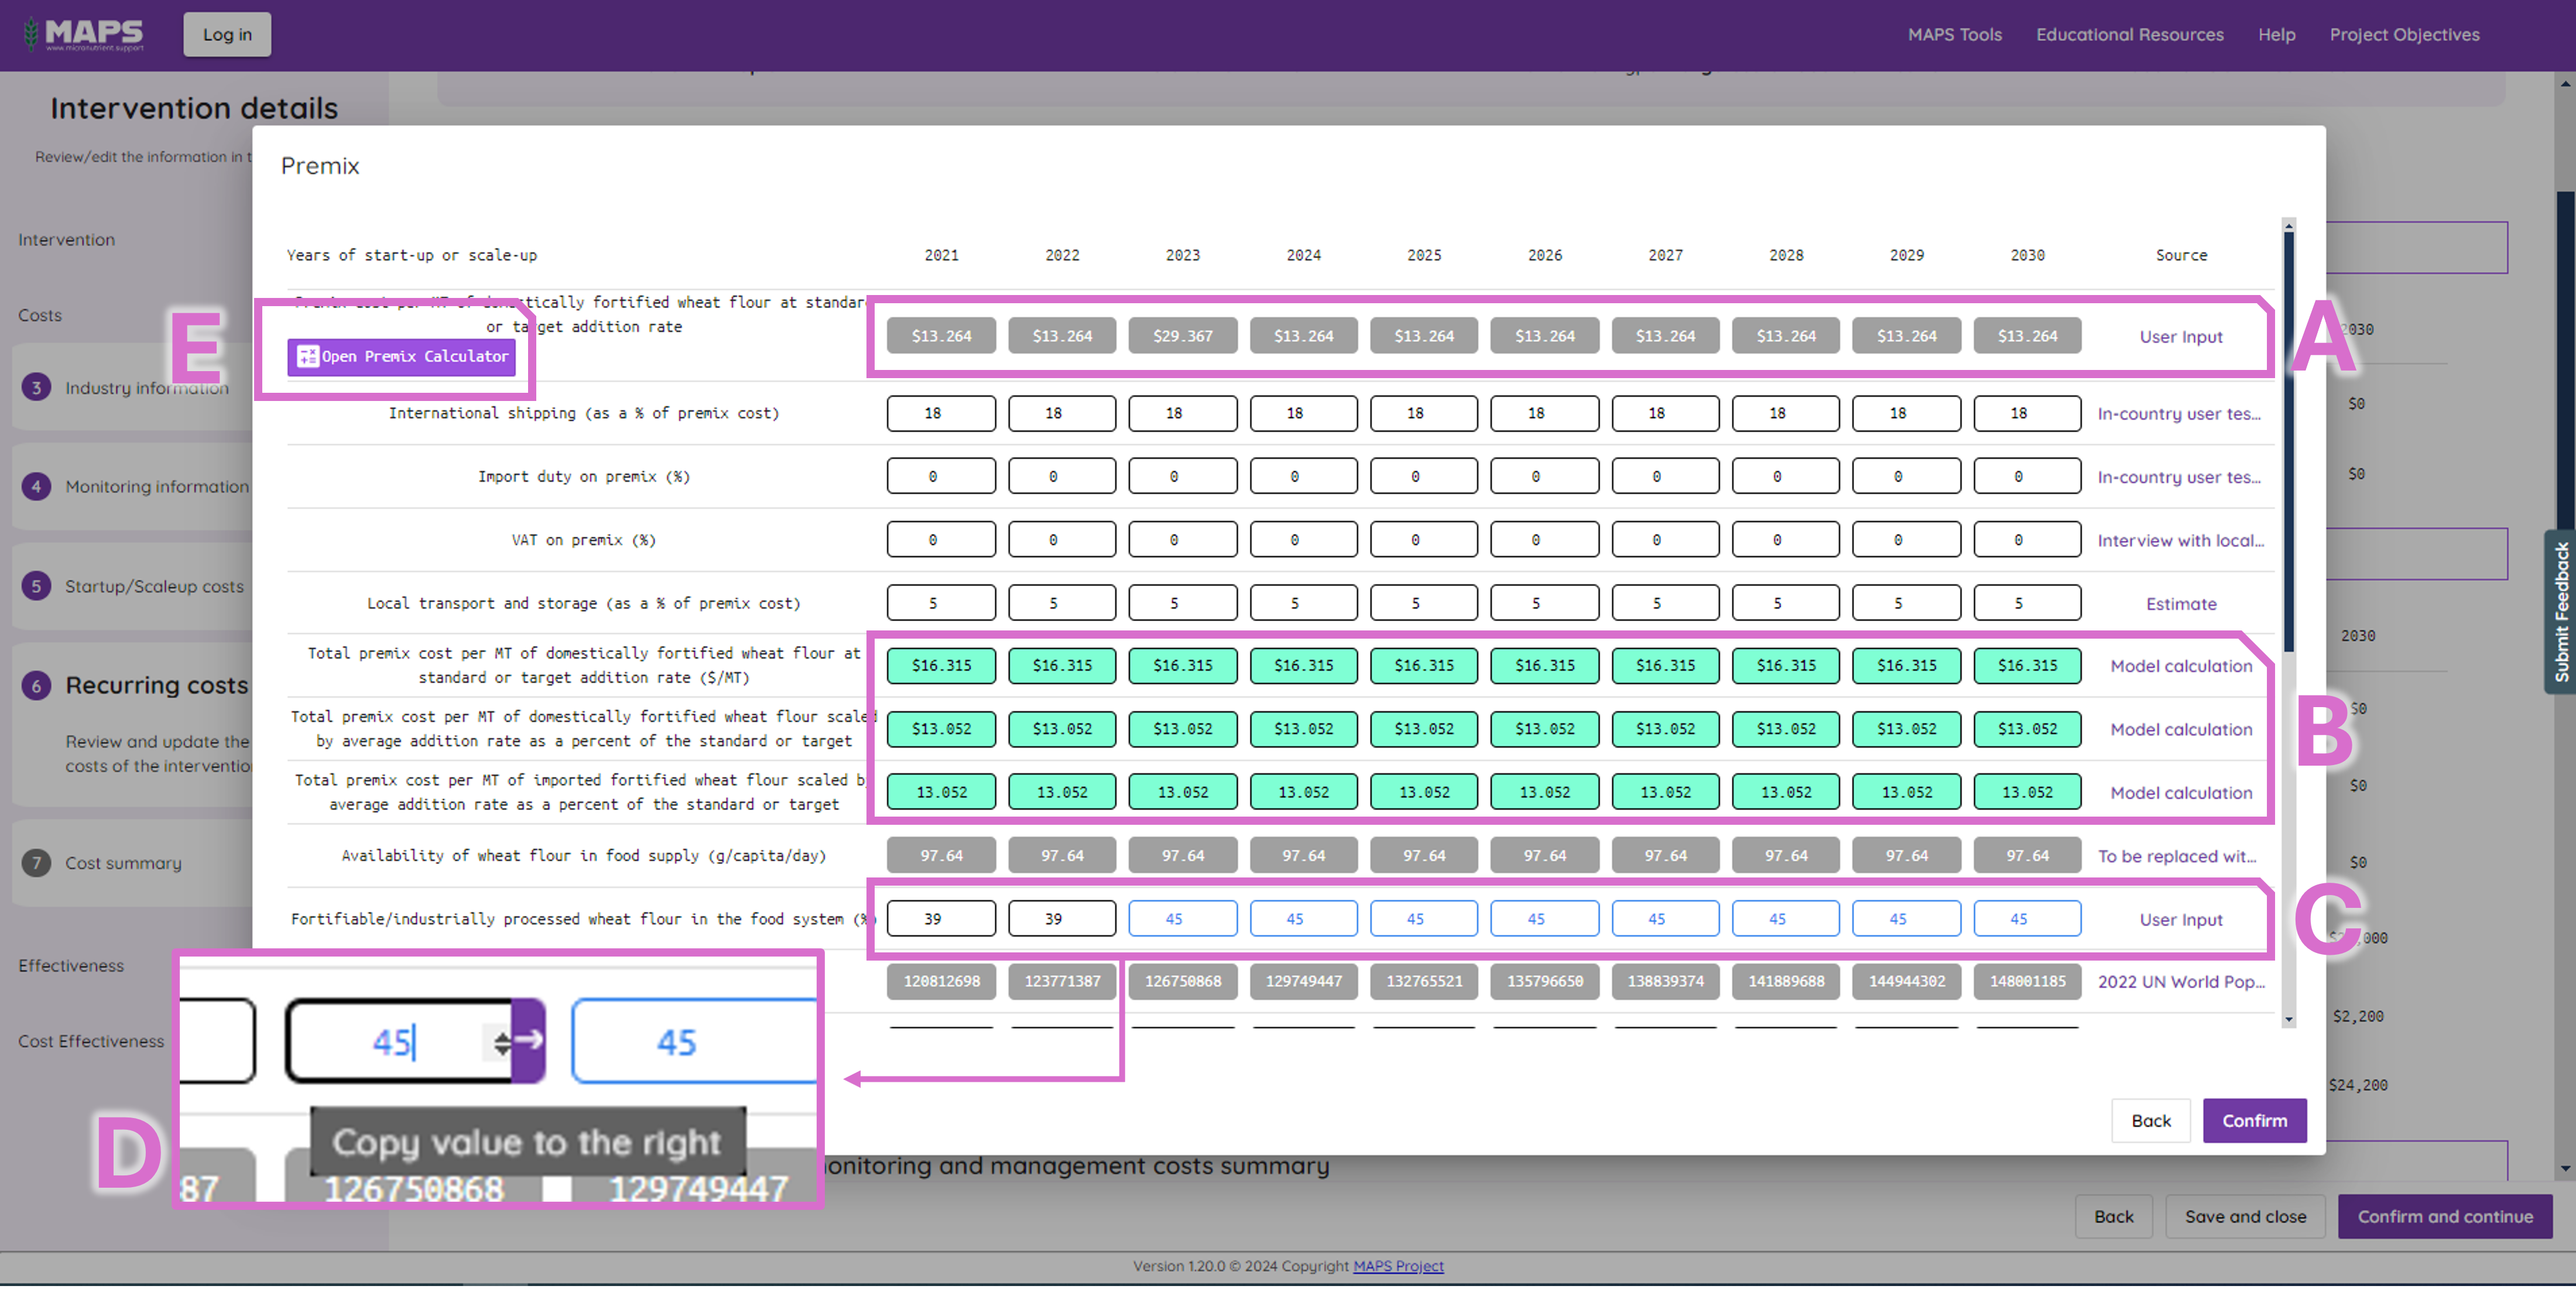 MAPS
www.micronutrient.support
Log in
MAPS Tools
Educational Resources
Help
Project Objectives
Intervention details
Review/edit the information in t
Intervention
Costs
3 Industry information
4 Monitoring information
5 Startup/Scaleup costs
6 Recurring costs
Review and update the
costs of the interventio
7 Cost summary
Effectiveness
Cost Effectiveness
Premix
Years of start-up or scale-up 2021 2022 2023 2024 2025 2026 2027 2028 2029 2030 Source
Premix cost per MT of domestically fortified wheat flour at standar
or target addition rate
$13.264 $13.264 $29.367 $13.264 $13.264 $13.264 $13.264 $13.264 $13.264 $13.264 User Input
Open Premix Calculator
E
A
International shipping (as a % of premix cost) 18 18 18 18 18 18 18 18 18 18 In-country user tes...
Import duty on premix (%) 0 0 0 0 0 0 0 0 0 0 In-country user tes...
VAT on premix (%) 0 0 0 0 0 0 0 0 0 0 Interview with local...
Local transport and storage (as a % of premix cost) 5 5 5 5 5 5 5 5 5 5 Estimate
Total premix cost per MT of domestically fortified wheat flour at
standard or target addition rate ($/MT)
$16.315 $16.315 $16.315 $16.315 $16.315 $16.315 $16.315 $16.315 $16.315 $16.315 Model calculation
Total premix cost per MT of domestically fortified wheat flour scaled
by average addition rate as a percent of the standard or target
$13.052 $13.052 $13.052 $13.052 $13.052 $13.052 $13.052 $13.052 $13.052 $13.052 Model calculation
B
Total premix cost per MT of imported fortified wheat flour scaled b
average addition rate as a percent of the standard or target
13.052 13.052 13.052 13.052 13.052 13.052 13.052 13.052 13.052 13.052 Model calculation
Availability of wheat flour in food supply (g/capita/day) 97.64 97.64 97.64 97.64 97.64 97.64 97.64 97.64 97.64 97.64 To be replaced wit...
Fortifiable/industrially processed wheat flour in the food system (%) 39 39 45 45 45 45 45 45 45 45 User Input
C
120812698 123771387 126750868 129749447 132765521 135796650 138839374 141889688 144944302 148001185 2022 UN World Pop...
D
45 45
Copy value to the right
87 126750868 129749447
Back
Confirm
2030
$0
$0
2030
$0
$0
$0
,000
$2,200
$24,200
Submit Feedback
onitoring and management costs summary
Back
Save and close
Confirm and continue
Version 1.20.0 © 2024 Copyright MAPS Project